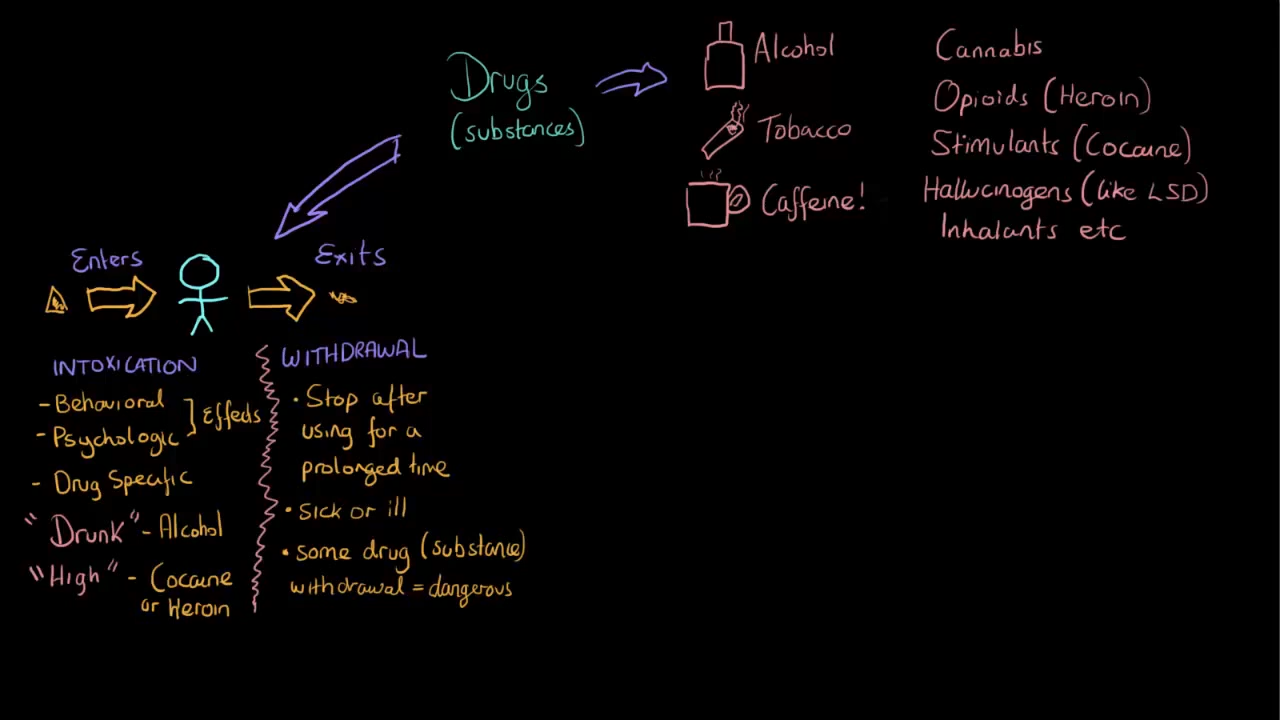 Drugs
(substances)
Alcohol
Tobacco
Caffeine!
Cannabis
Opioids (Heroin)
Stimulants (Cocaine)
Hallucinogens (like LSD)
Inhalants etc
Enters
Exits
INTOXICATION
- Behavioral
- Psychologic
] Effects
- Drug Specific
"Drunk" - Alcohol
"High" - Cocaine
or Heroin
WITHDRAWAL
• Stop after
using for a
prolonged time
• Sick or ill
• some drug (substance)
withdrawal = dangerous